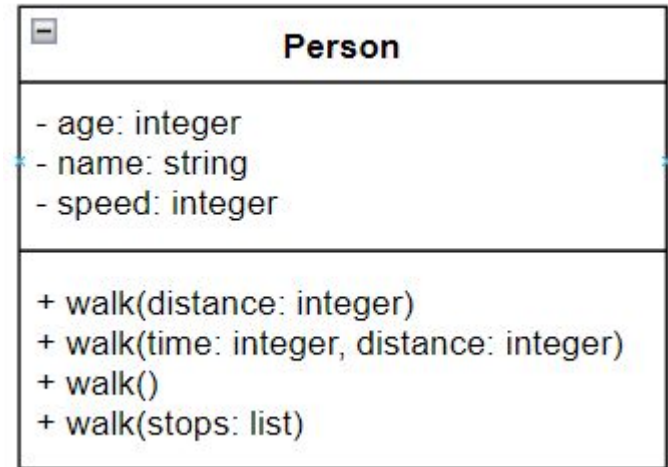 Person
- age: integer
- name: string
- speed: integer
+ walk(distance: integer)
+ walk(time: integer, distance: integer)
+ walk()
+ walk(stops: list)